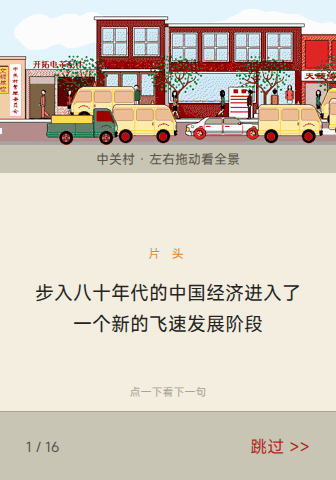 开拓电子
中关村 · 左右拖动看全景
片 头
步入八十年代的中国经济进入了
一个新的飞速发展阶段
点一下看下一句
1 / 16
跳过 >>